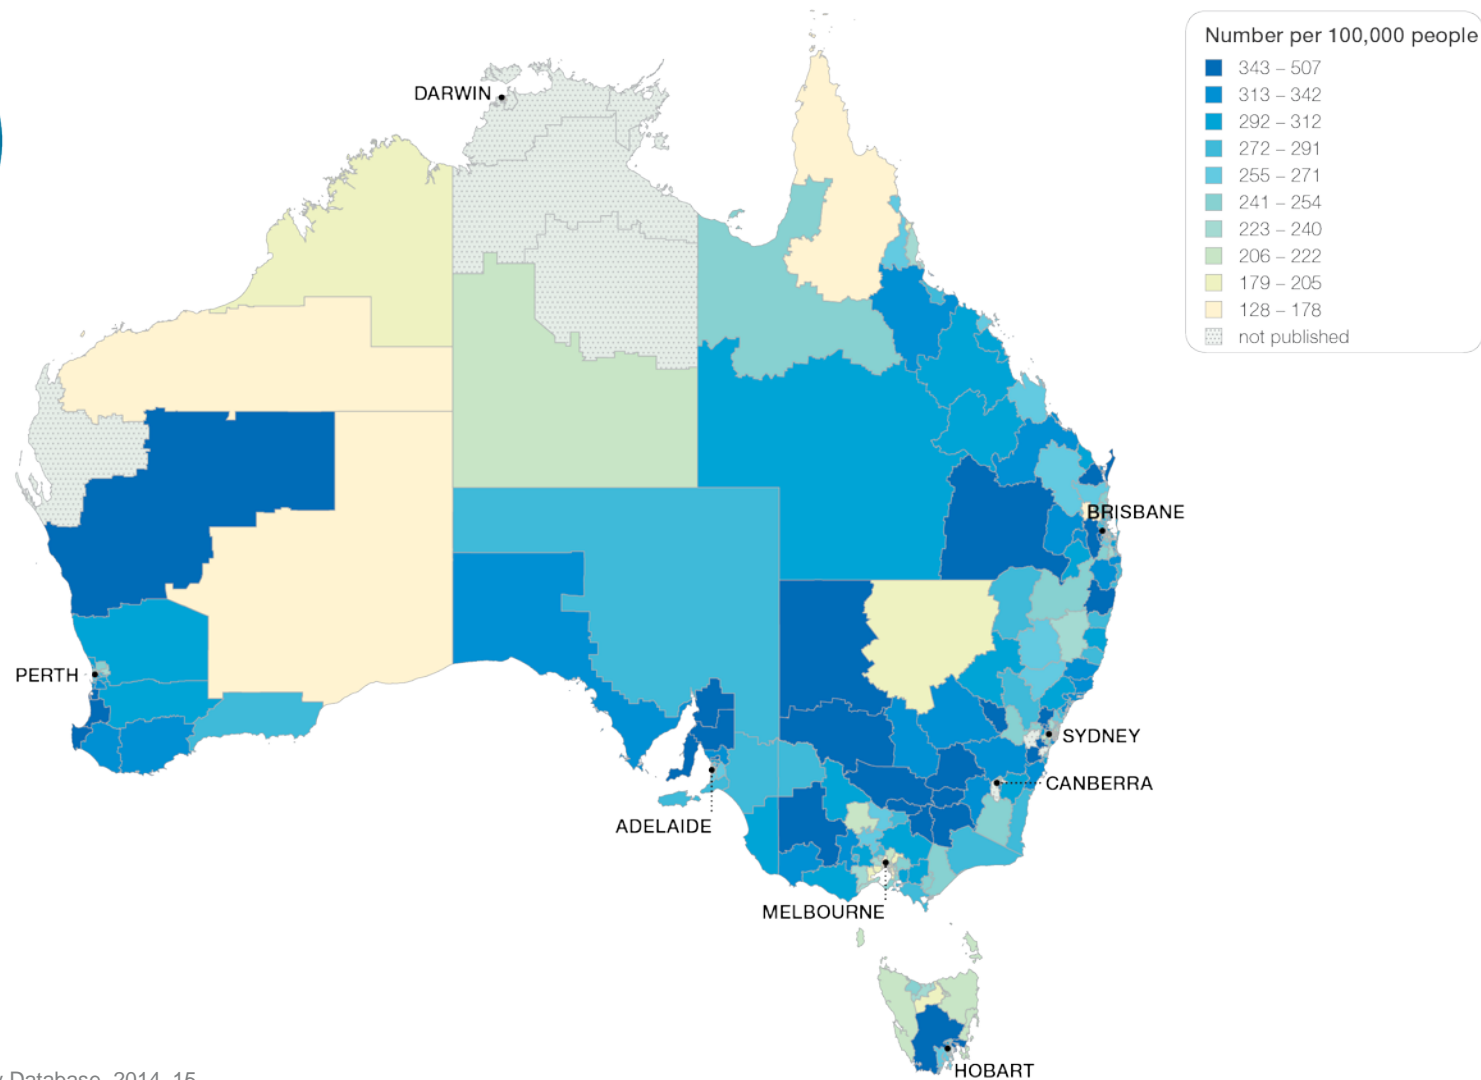 Number per 100,000 people
343 – 507
313 – 342
292 – 312
272 – 291
255 – 271
241 – 254
223 – 240
206 – 222
179 – 205
128 – 178
not published
DARWIN
BRISBANE
PERTH
SYDNEY
CANBERRA
ADELAIDE
MELBOURNE
HOBART
Database, 2014–15